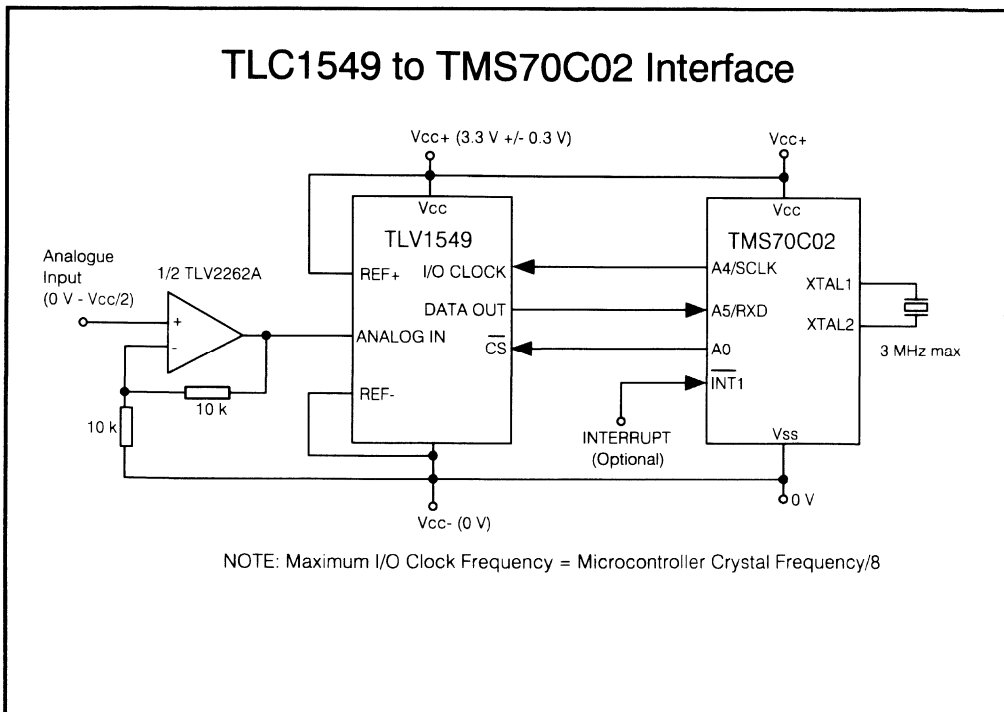 TLC1549 to TMS70C02 Interface
Vcc+ (3.3 V +/- 0.3 V)
Vcc+
Vcc
Vcc
TLV1549
TMS70C02
Analogue
Input
(0 V - Vcc/2)
1/2 TLV2262A
REF+
I/O CLOCK
A4/SCLK
XTAL1
+
-
DATA OUT
A5/RXD
XTAL2
ANALOG IN
CS
A0
3 MHz max
INT1
REF-
10 k
10 k
INTERRUPT
(Optional)
Vss
0 V
Vcc- (0 V)
NOTE: Maximum I/O Clock Frequency = Microcontroller Crystal Frequency/8